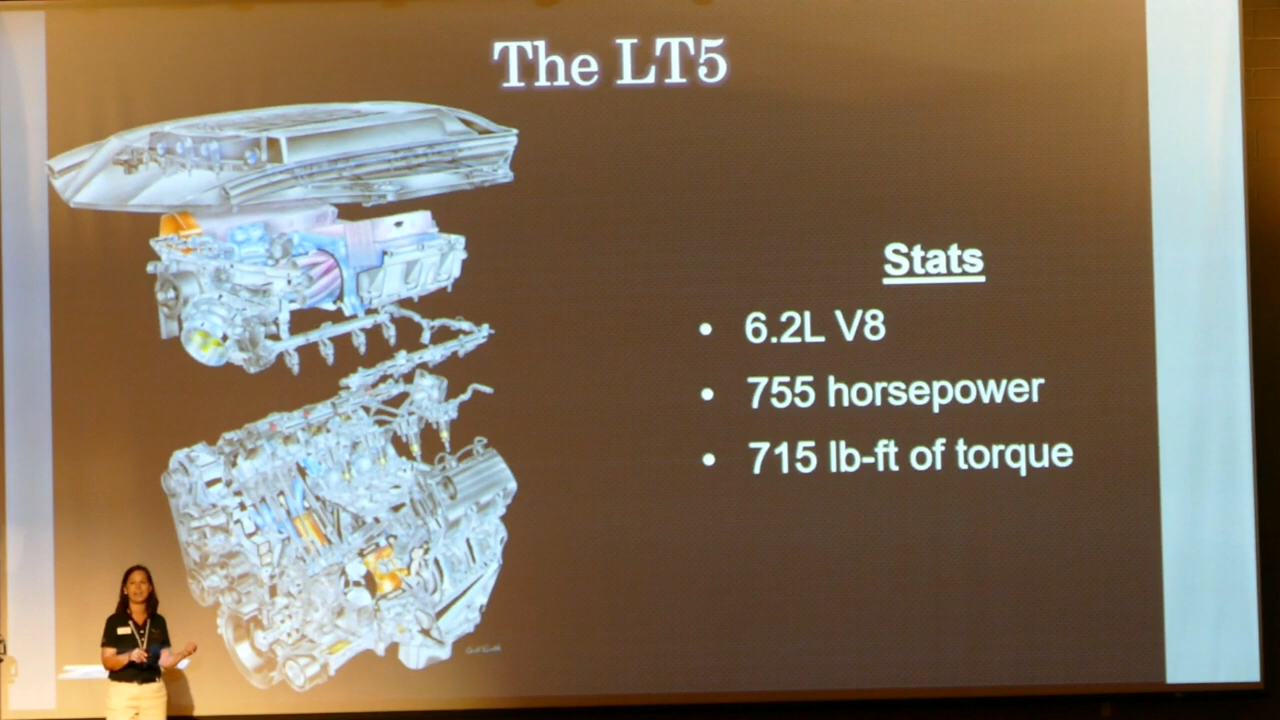 The LT5
Stats
• 6.2L V8
• 755 horsepower
• 715 lb-ft of torque